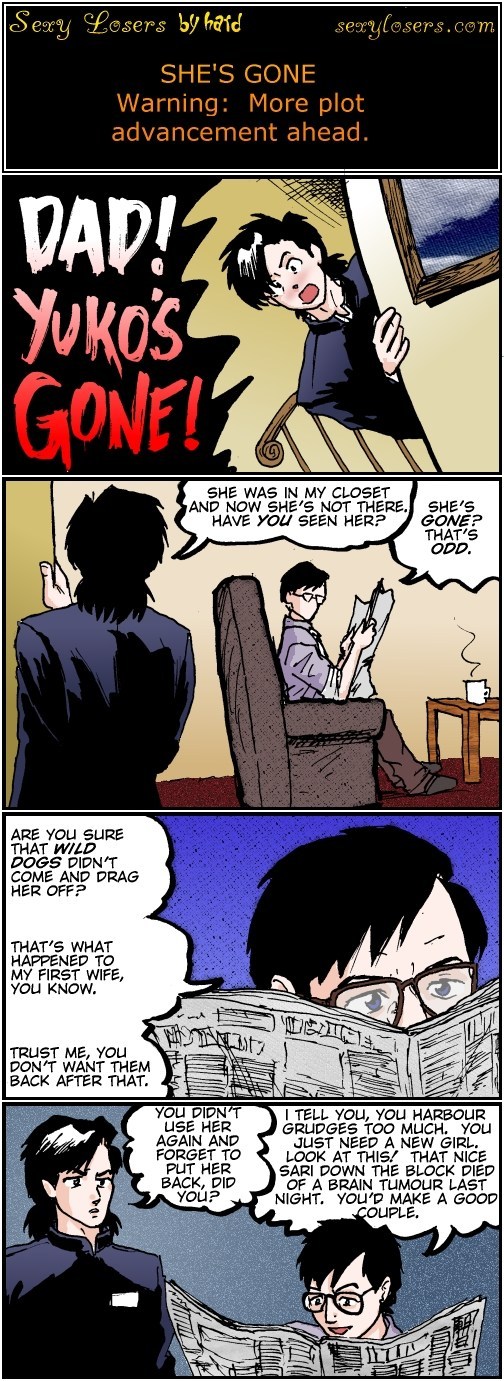 Sexy Losers by hard
sexylosers.com
SHE'S GONE
Warning: More plot
advancement ahead.
DAD!
YUKO'S
GONE!
SHE WAS IN MY CLOSET
AND NOW SHE'S NOT THERE.
HAVE YOU SEEN HER?
SHE'S
GONE?
THAT'S
ODD.
ARE YOU SURE
THAT WILD
DOGS DIDN'T
COME AND DRAG
HER OFF?
THAT'S WHAT
HAPPENED TO
MY FIRST WIFE,
YOU KNOW.
TRUST ME, YOU
DON'T WANT THEM
BACK AFTER THAT.
YOU DIDN'T
USE HER
AGAIN AND
FORGET TO
PUT HER
BACK, DID
YOU?
I TELL YOU, YOU HARBOUR
GRUDGES TOO MUCH. YOU
JUST NEED A NEW GIRL.
LOOK AT THIS! THAT NICE
SARI DOWN THE BLOCK DIED
OF A BRAIN TUMOUR LAST
NIGHT. YOU'D MAKE A GOOD
COUPLE.